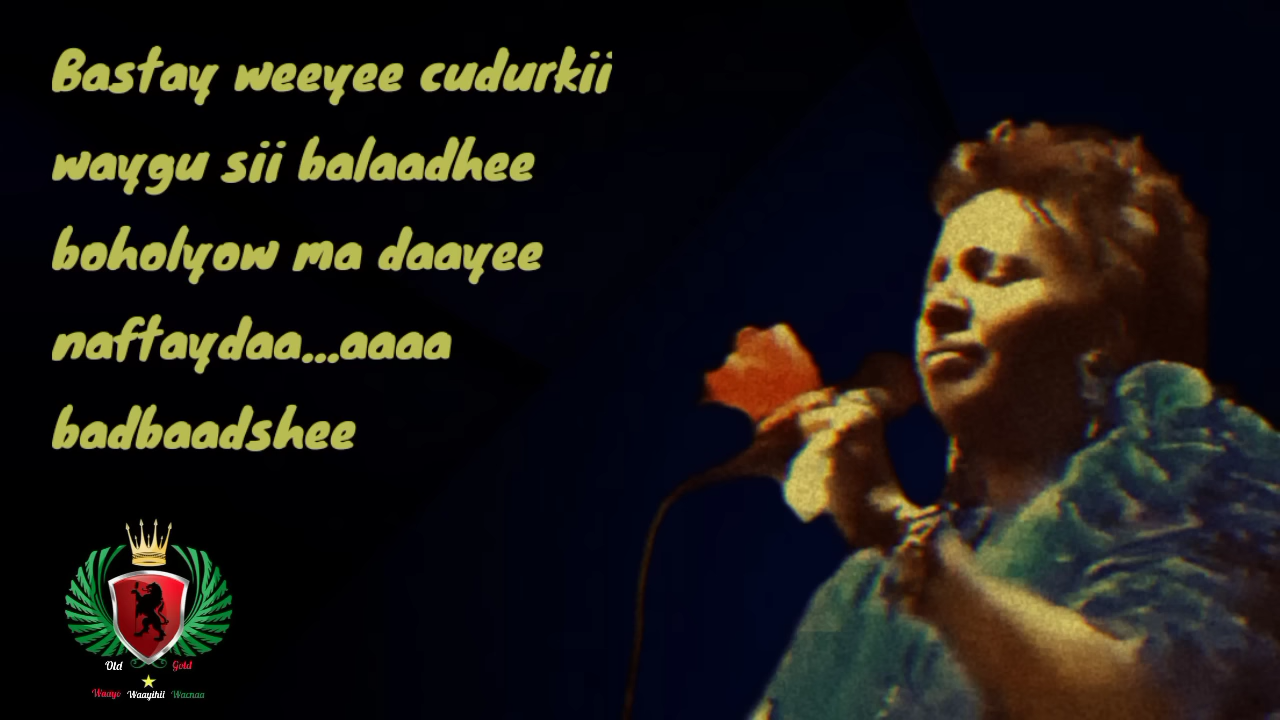 Bastay weeyee cudurkii
waygu sii balaadhee
boholyow ma daayee
naftaydaa...aaaa
badbaadshee
Old Gold
Waayo Waayihii Wacnaa